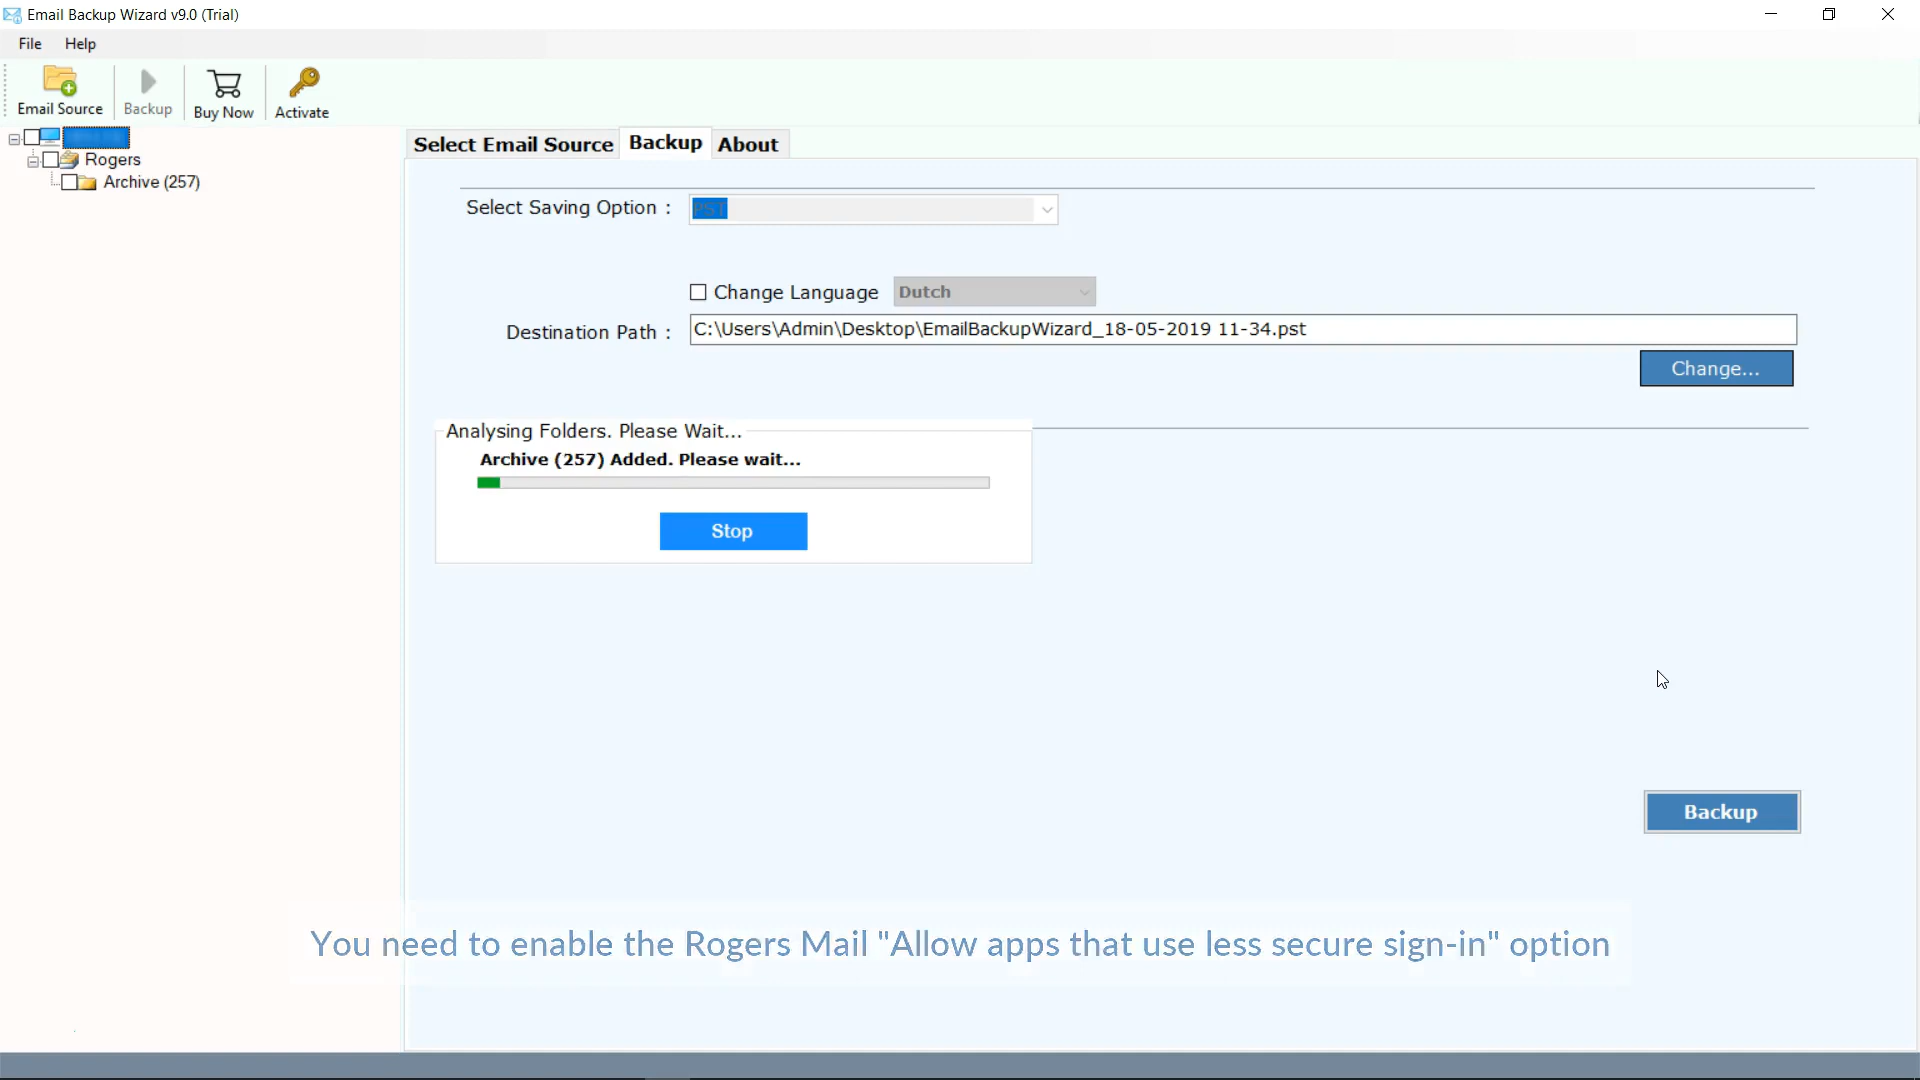 Email Backup Wizard v9.0 (Trial)
File Help
Email Source Backup Buy Now Activate
Rogers
Archive (257)
Select Email Source Backup About
Select Saving Option : PST
Change Language Dutch
Destination Path : C:\Users\Admin\Desktop\EmailBackupWizard_18-05-2019 11-34.pst
Change...
Analysing Folders. Please Wait...
Archive (257) Added. Please wait...
Stop
Backup
You need to enable the Rogers Mail "Allow apps that use less secure sign-in" option